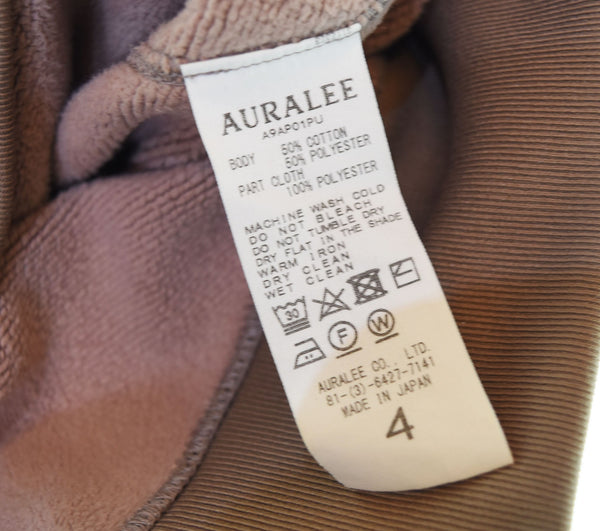 AURALEE
A9AP01PU
BODY 50% COTTON
50% POLYESTER
PART CLOTH
100% POLYESTER
MACHINE WASH COLD
DO NOT BLEACH
DO NOT TUMBLE DRY
DRY FLAT IN THE SHADE
WARM IRON
DRY CLEAN
WET CLEAN
30
F W
AURALEE CO., LTD.
81-(3)-6427-7141
MADE IN JAPAN
4